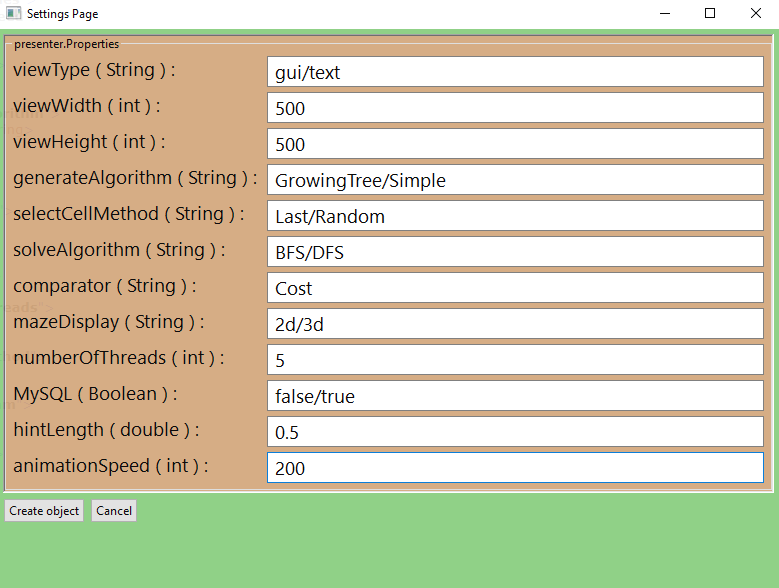 Settings Page
presenter.Properties
viewType ( String ) : gui/text
viewWidth ( int ) : 500
viewHeight ( int ) : 500
generateAlgorithm ( String ) : GrowingTree/Simple
selectCellMethod ( String ) : Last/Random
solveAlgorithm ( String ) : BFS/DFS
comparator ( String ) : Cost
mazeDisplay ( String ) : 2d/3d
numberOfThreads ( int ) : 5
MySQL ( Boolean ) : false/true
hintLength ( double ) : 0.5
animationSpeed ( int ) : 200
Create object Cancel